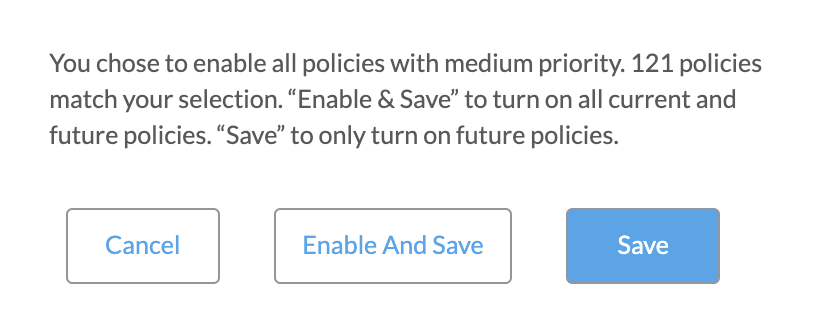 You chose to enable all policies with medium priority. 121 policies
match your selection. “Enable & Save” to turn on all current and
future policies. “Save” to only turn on future policies.
Cancel
Enable And Save
Save